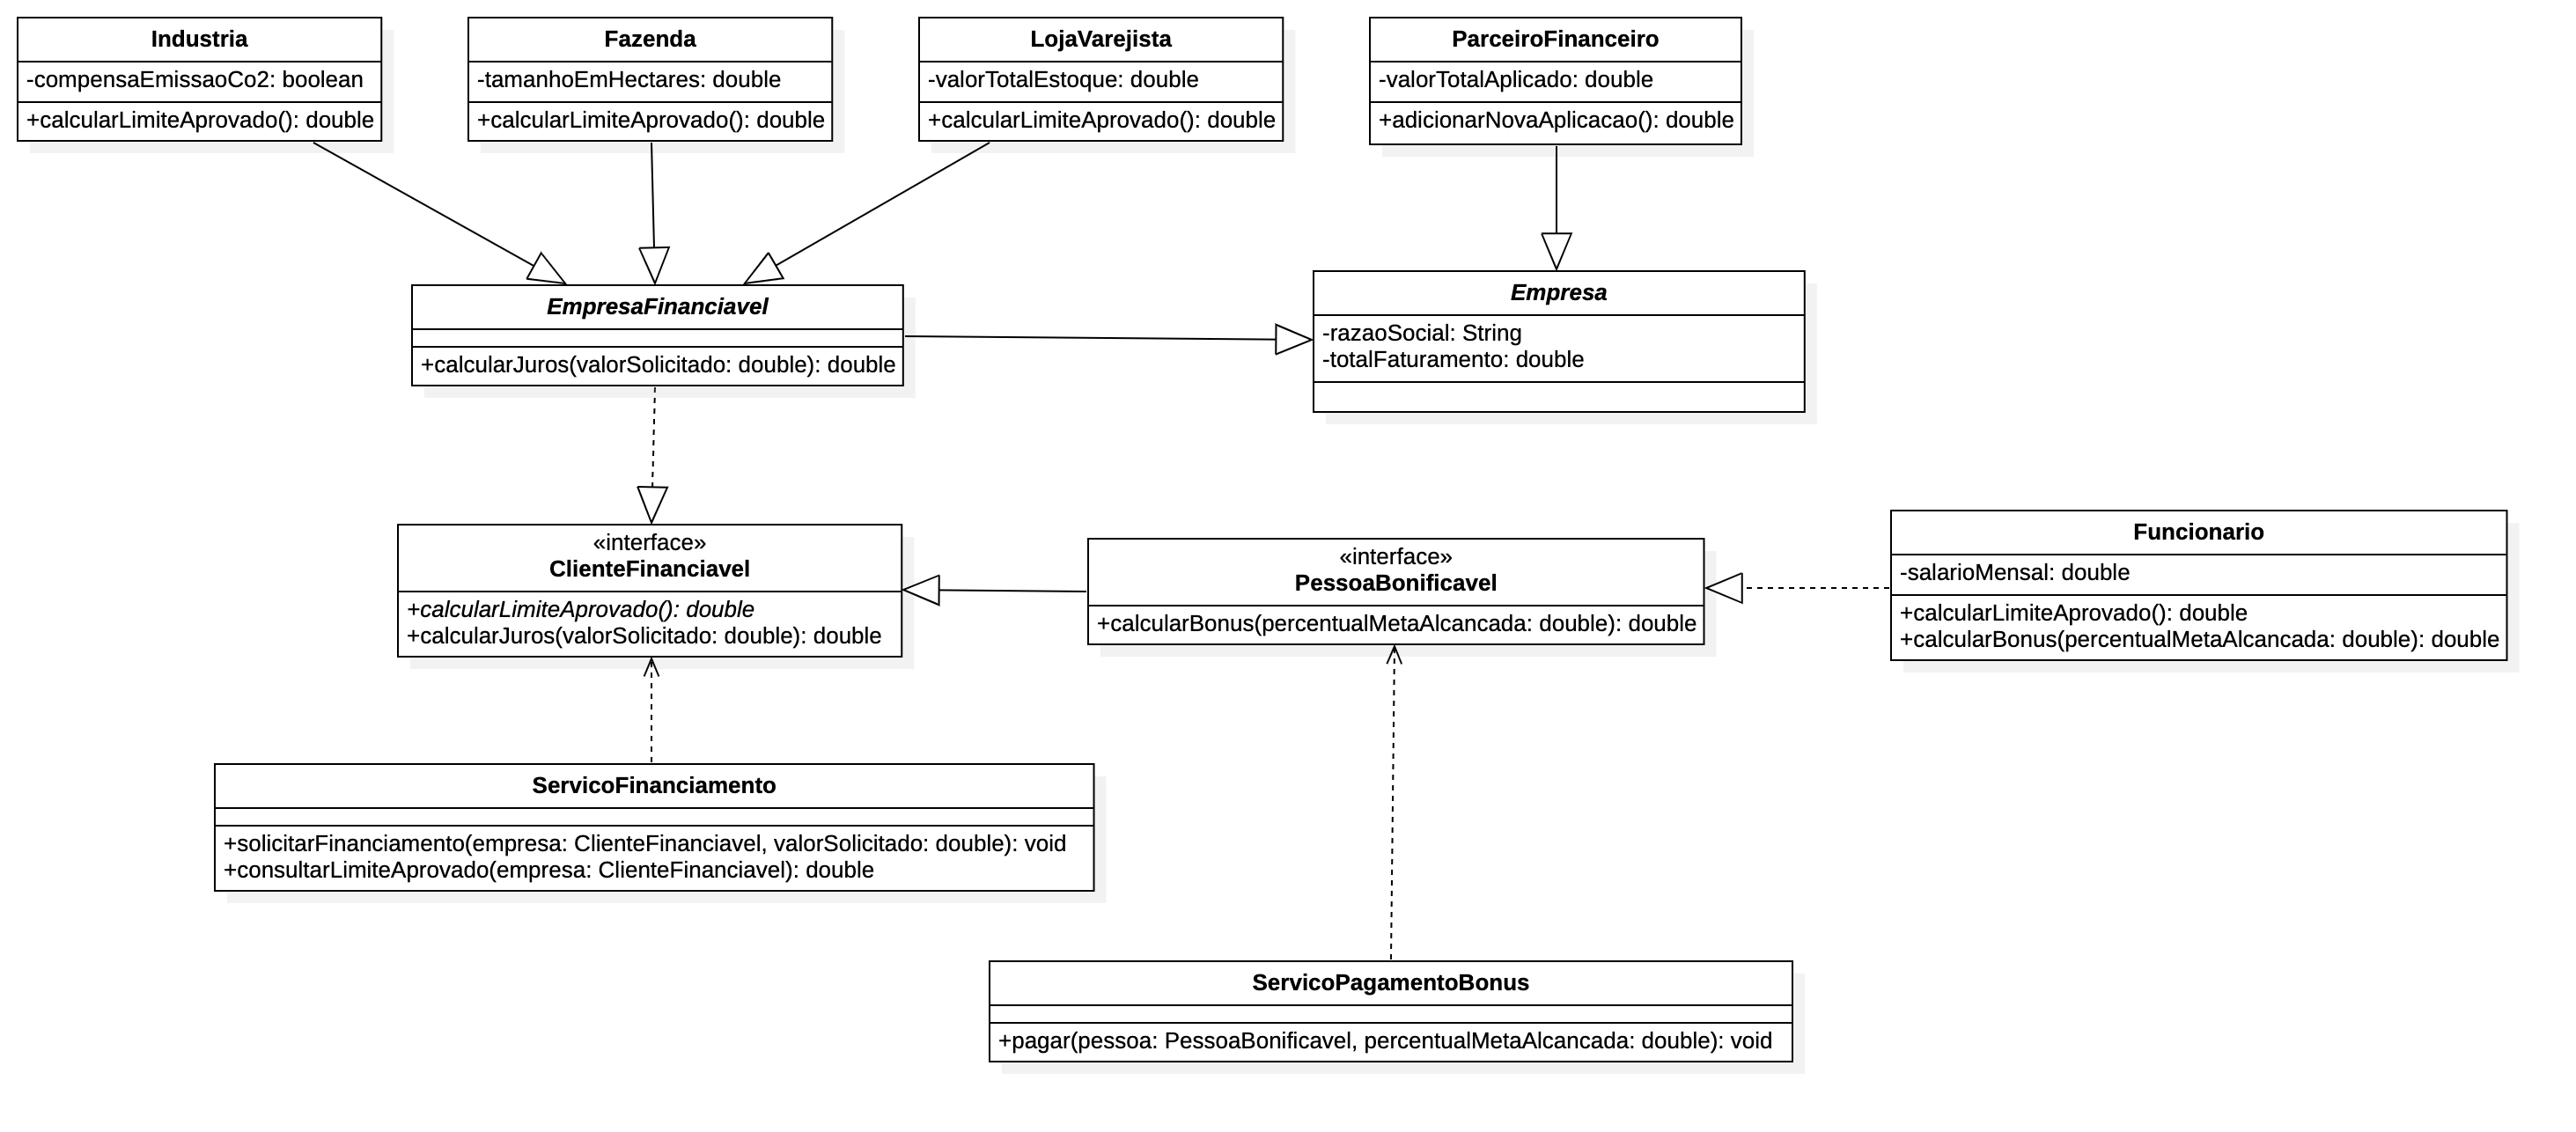 Industria
-compensaEmissaoCo2: boolean
+calcularLimiteAprovado(): double
Fazenda
-tamanhoEmHectares: double
+calcularLimiteAprovado(): double
LojaVarejista
-valorTotalEstoque: double
+calcularLimiteAprovado(): double
ParceiroFinanceiro
-valorTotalAplicado: double
+adicionarNovaAplicacao(): double
EmpresaFinanciavel
+calcularJuros(valorSolicitado: double): double
Empresa
-razaoSocial: String
-totalFaturamento: double
«interface»
ClienteFinanciavel
+calcularLimiteAprovado(): double
+calcularJuros(valorSolicitado: double): double
«interface»
PessoaBonificavel
+calcularBonus(percentualMetaAlcancada: double): double
Funcionario
-salarioMensal: double
+calcularLimiteAprovado(): double
+calcularBonus(percentualMetaAlcancada: double): double
ServicoFinanciamento
+solicitarFinanciamento(empresa: ClienteFinanciavel, valorSolicitado: double): void
+consultarLimiteAprovado(empresa: ClienteFinanciavel): double
ServicoPagamentoBonus
+pagar(pessoa: PessoaBonificavel, percentualMetaAlcancada: double): void